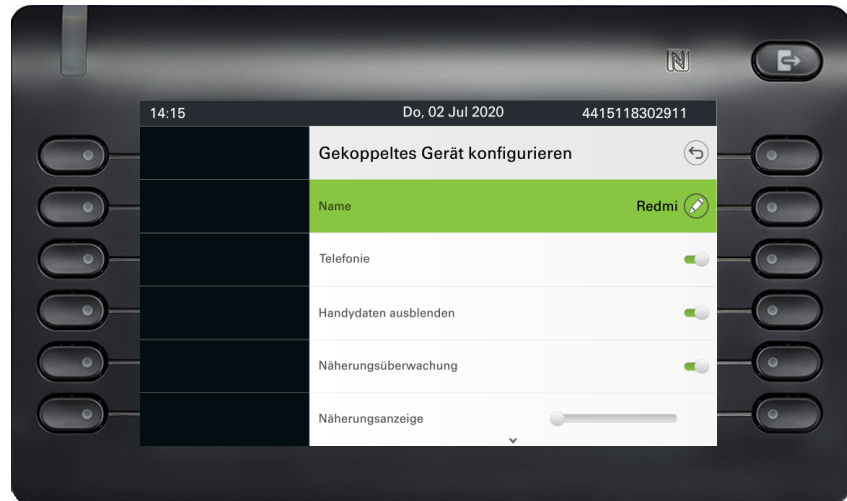 14:15 Do, 02 Jul 2020 4415118302911
Gekoppeltes Gerät konfigurieren
Name Redmi
Telefonie
Handydaten ausblenden
Näherungsüberwachung
Näherungsanzeige